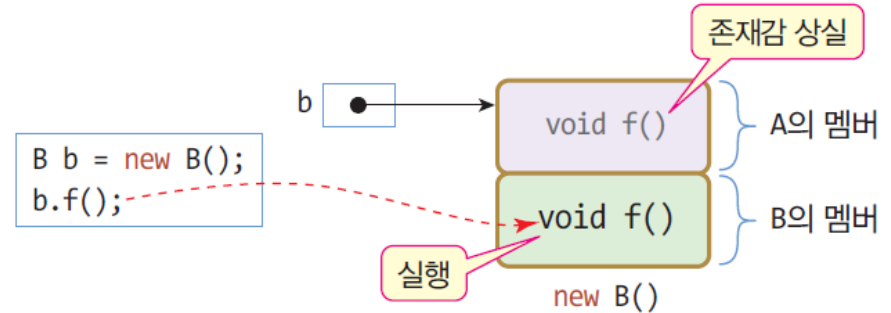 존재감 상실
b
void f()
A의 멤버
B b = new B();
b.f();
void f()
B의 멤버
실행
new B()